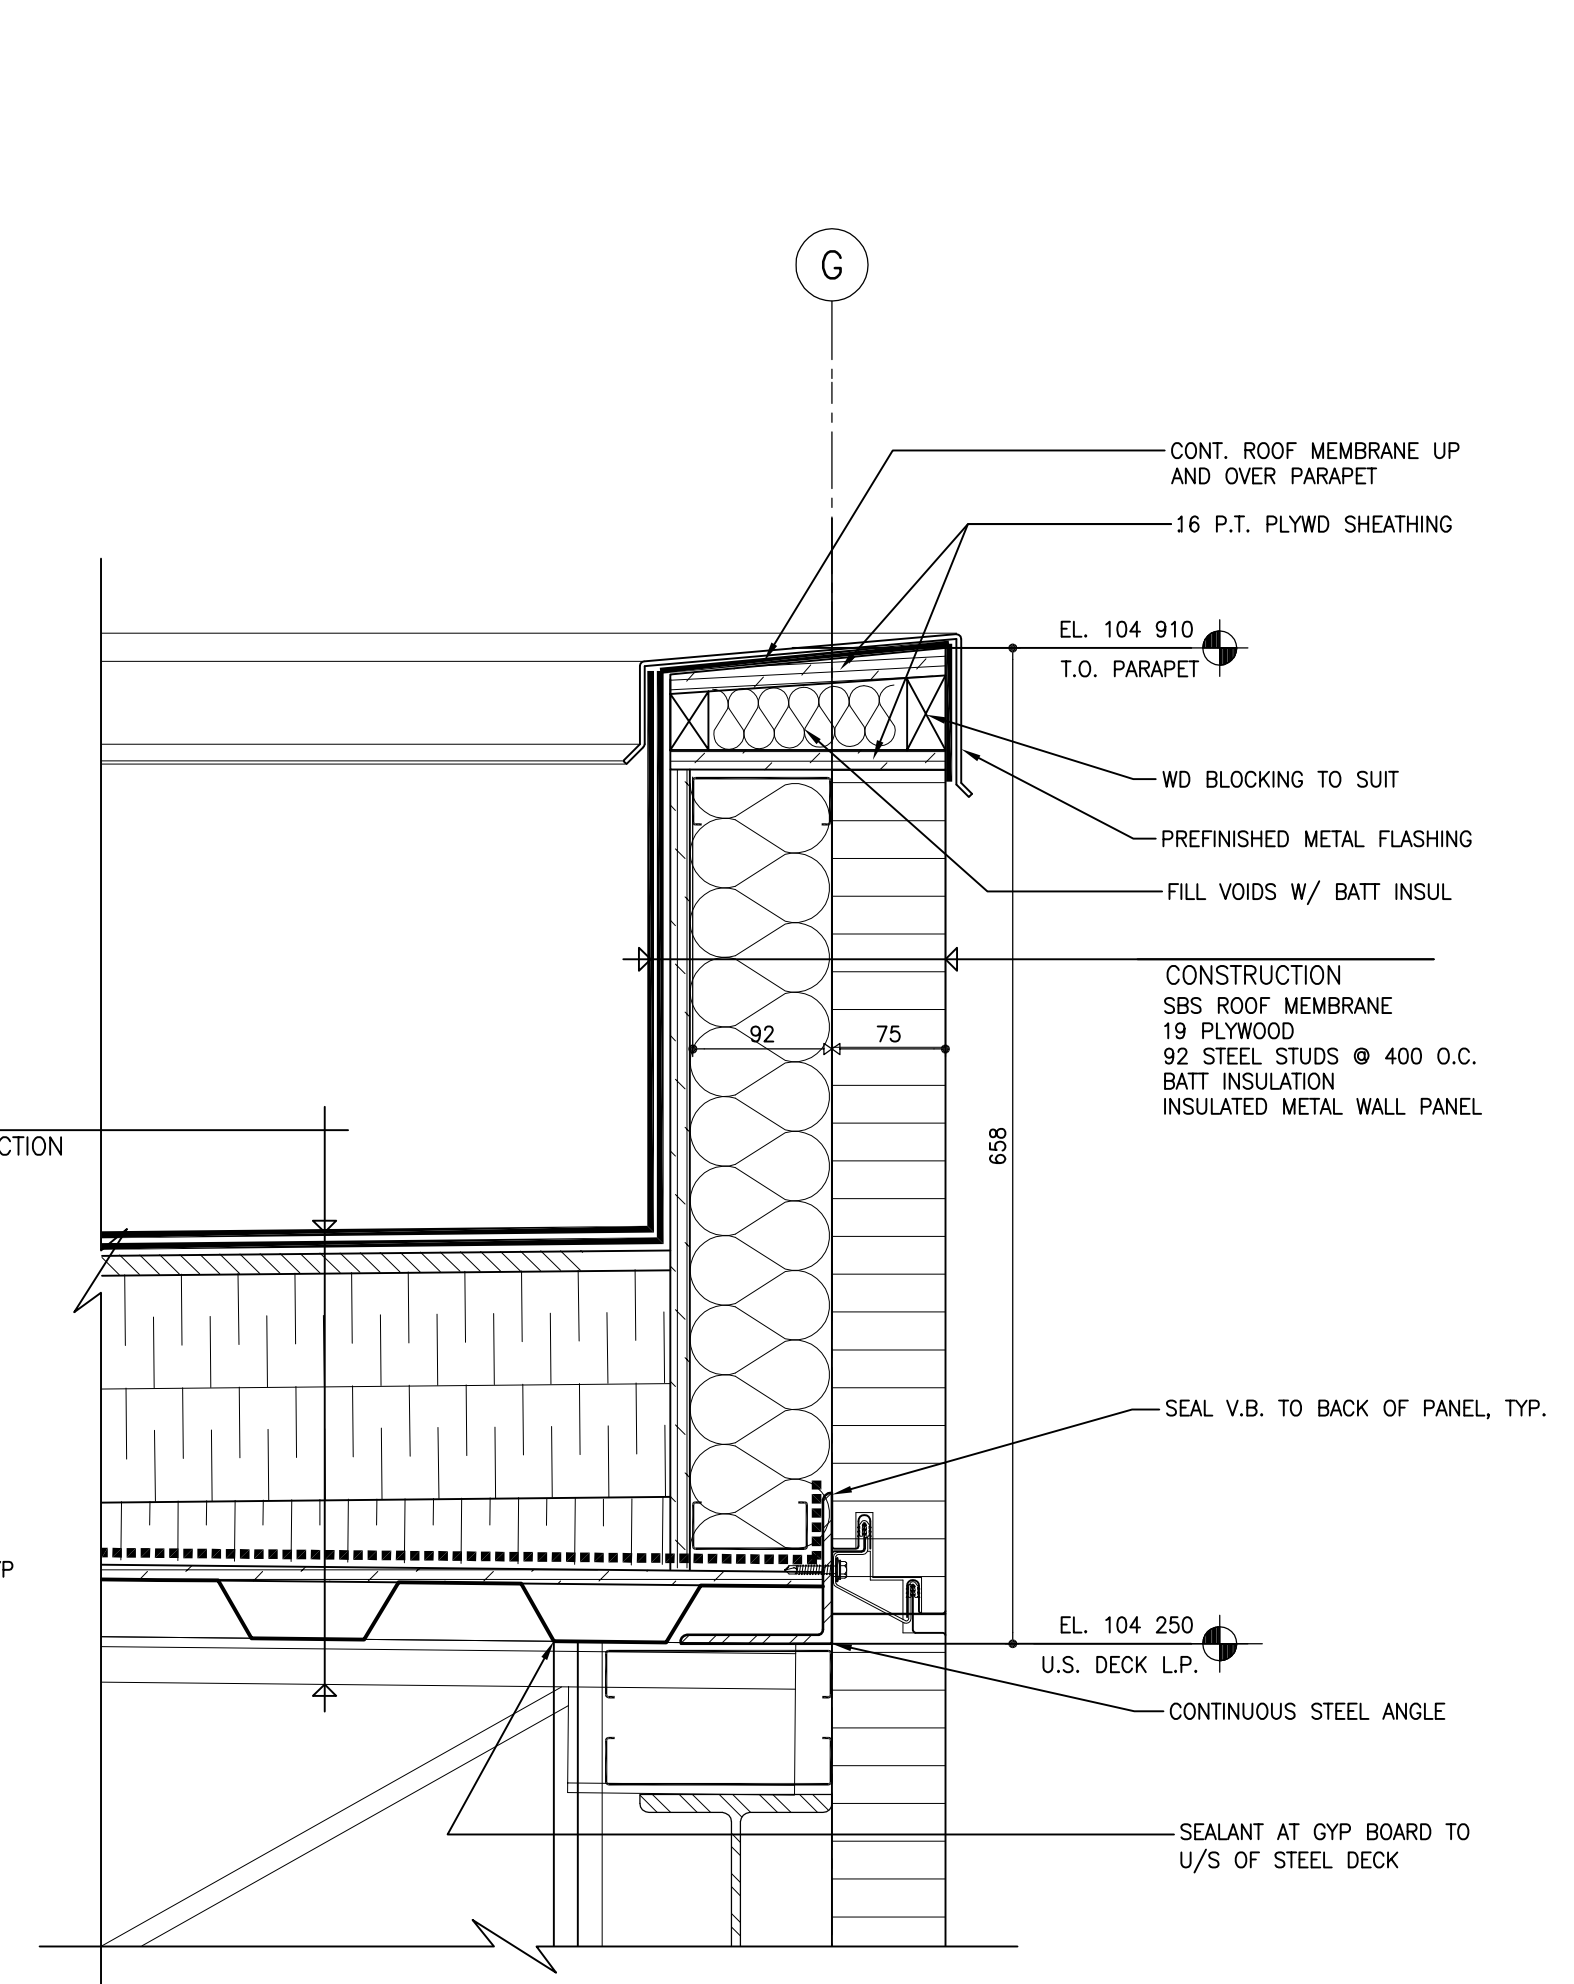 G
CONT. ROOF MEMBRANE UP
AND OVER PARAPET
16 P.T. PLYWD SHEATHING
EL. 104 910
T.O. PARAPET
WD BLOCKING TO SUIT
PREFINISHED METAL FLASHING
FILL VOIDS W/ BATT INSUL
CONSTRUCTION
SBS ROOF MEMBRANE
19 PLYWOOD
92 STEEL STUDS @ 400 O.C.
BATT INSULATION
INSULATED METAL WALL PANEL
92
75
658
CTION
SEAL V.B. TO BACK OF PANEL, TYP.
YP
EL. 104 250
U.S. DECK L.P.
CONTINUOUS STEEL ANGLE
SEALANT AT GYP BOARD TO
U/S OF STEEL DECK